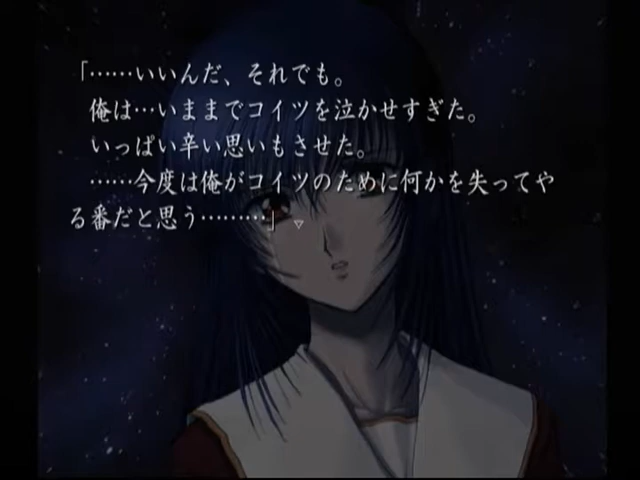 「……いいんだ、それでも。
俺は…いままでコイツを泣かせすぎた。
いっぱい辛い思いもさせた。
……今度は俺がコイツのために何かを失ってや
る番だと思う………」